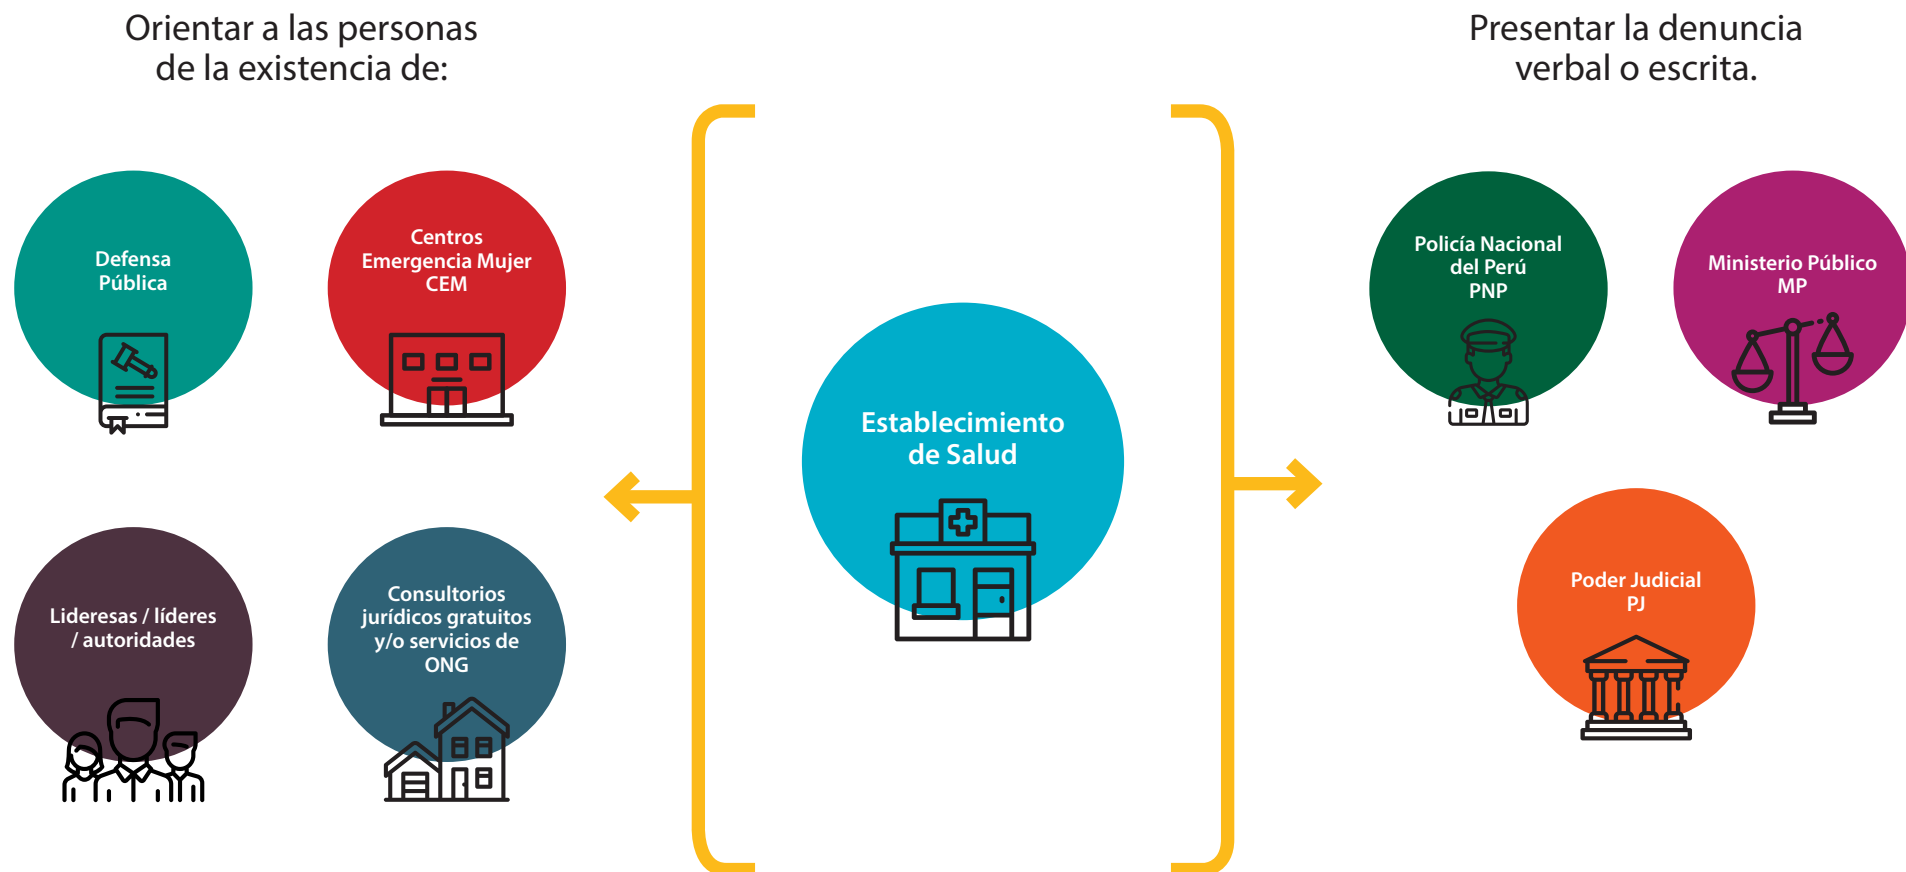 Orientar a las personas
de la existencia de:
Defensa
Pública
Centros
Emergencia Mujer
CEM
Lideresas / líderes
/ autoridades
Consultorios
jurídicos gratuitos
y/o servicios de
ONG
Establecimiento
de Salud
Presentar la denuncia
verbal o escrita.
Policía Nacional
del Perú
PNP
Ministerio Público
MP
Poder Judicial
PJ